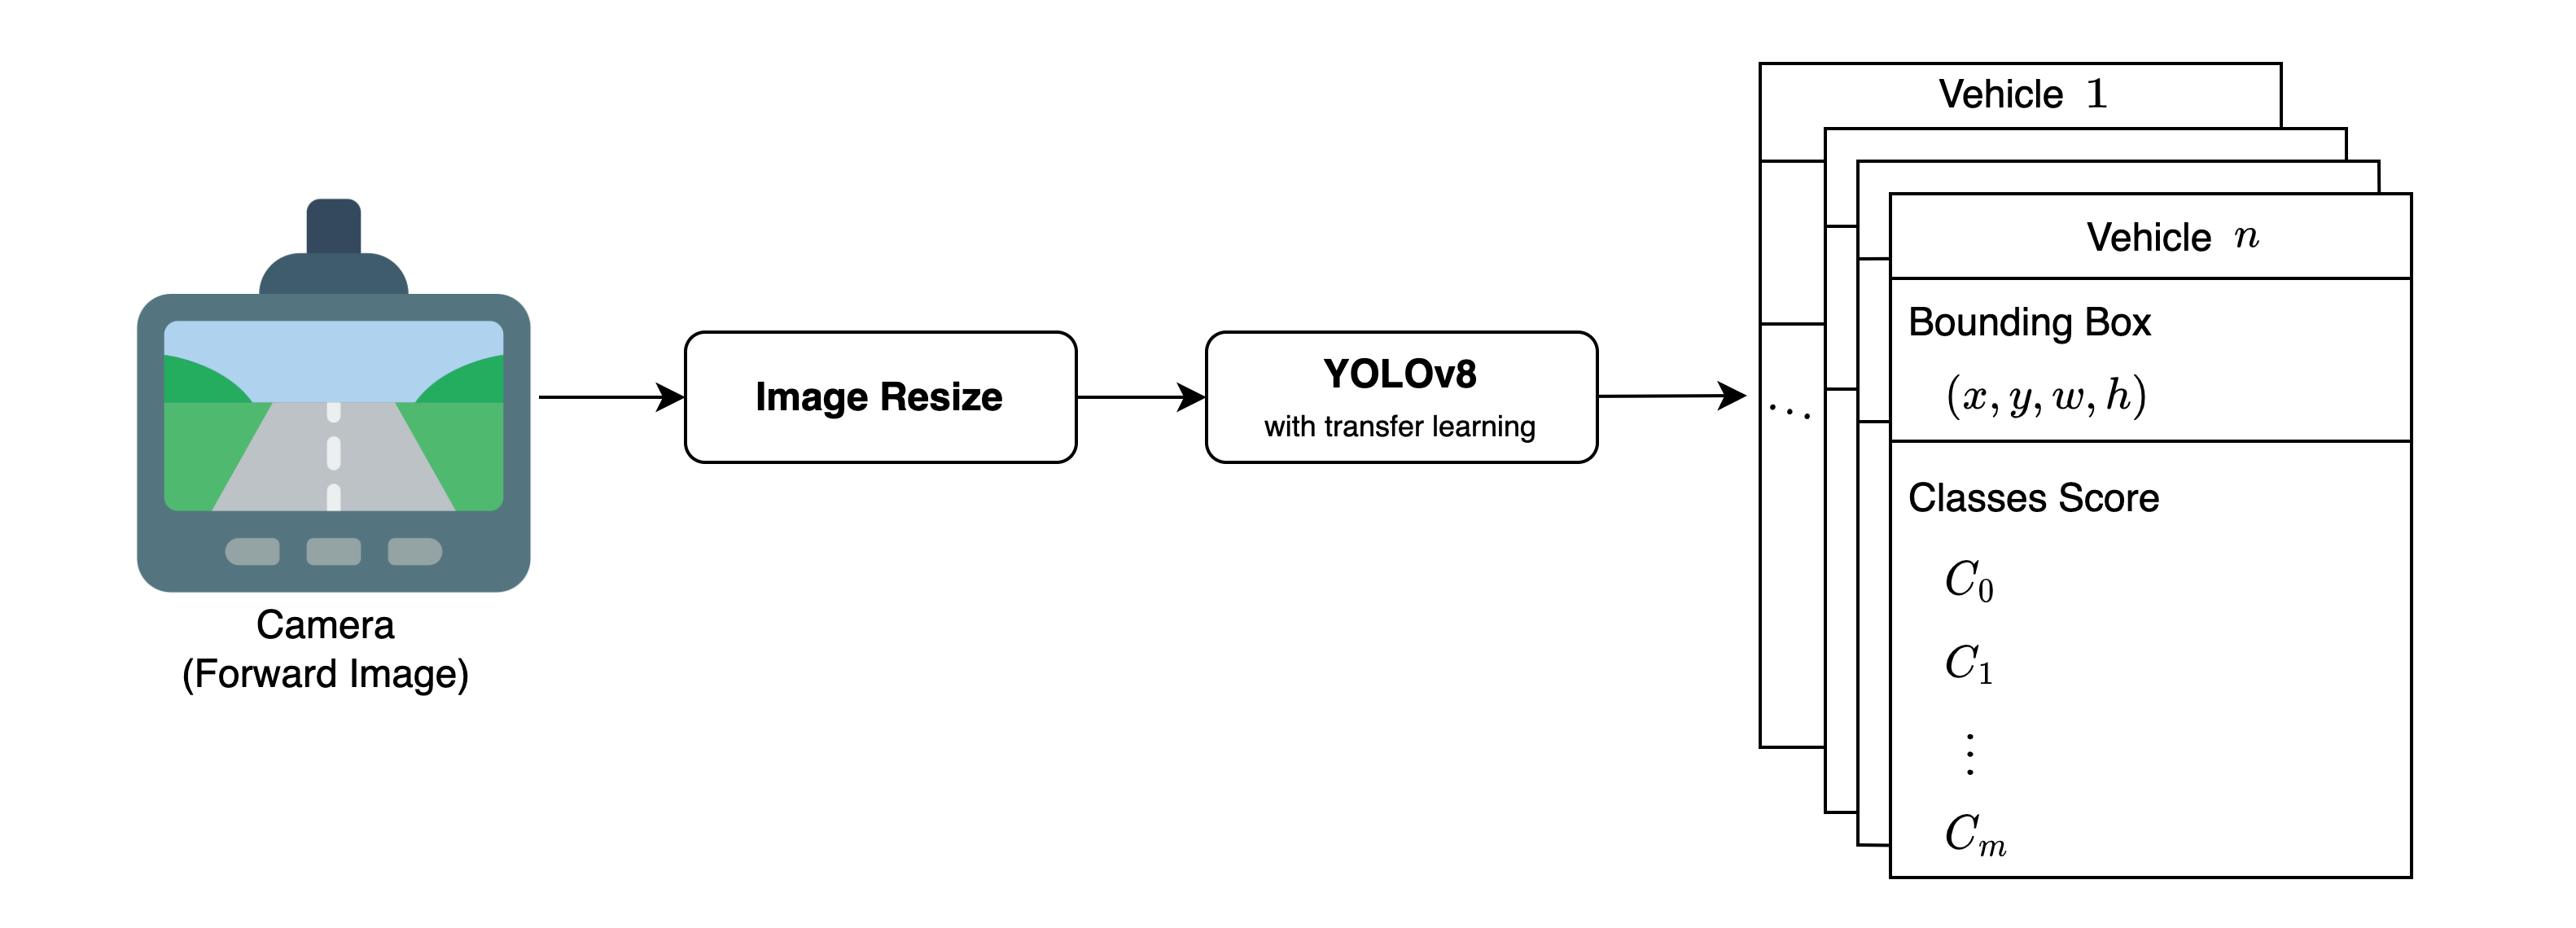 Camera
(Forward Image)
Image Resize
YOLOv8
with transfer learning
Vehicle 1
...
Vehicle n
Bounding Box
(x, y, w, h)
Classes Score
C₀
C₁
⋮
Cₘ